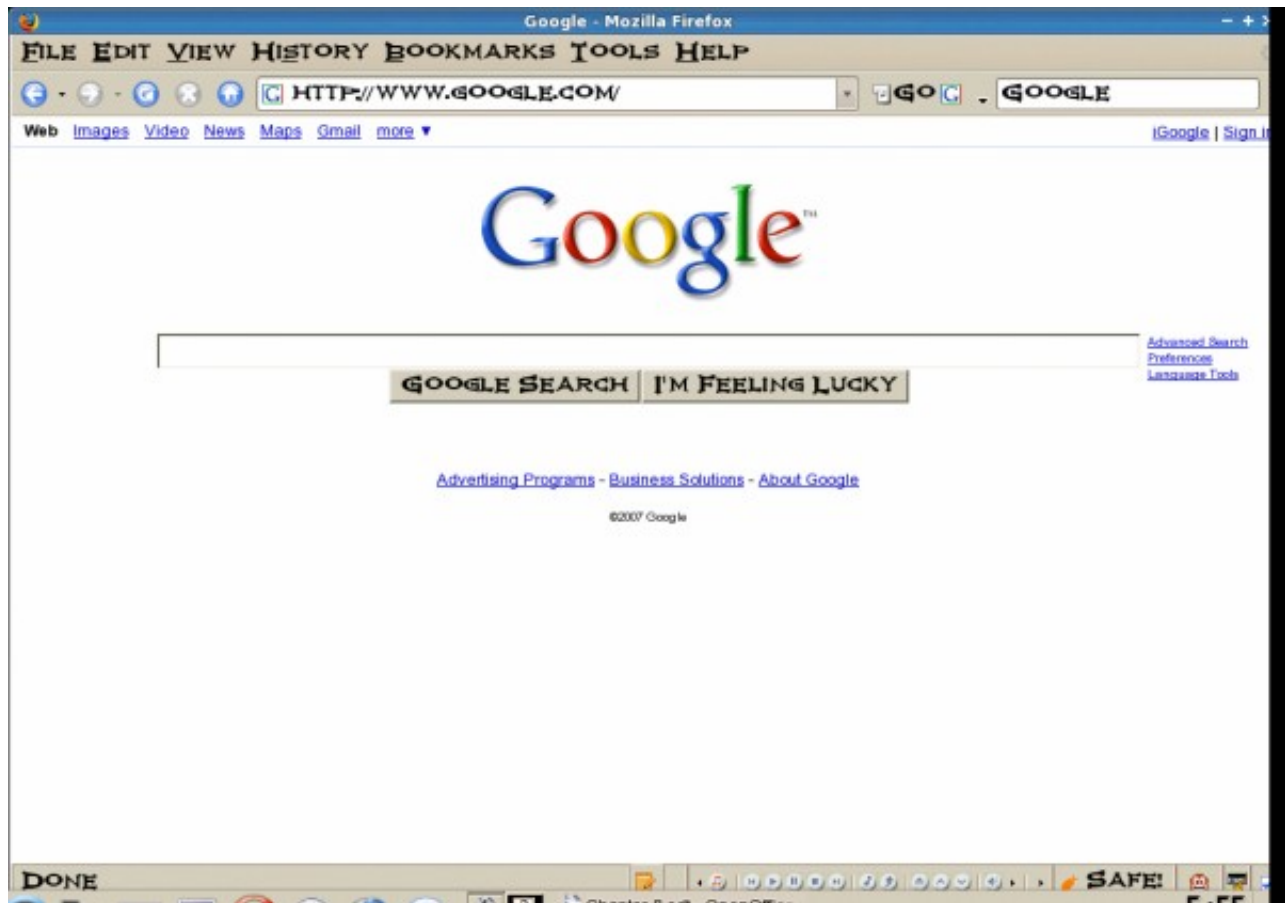 Google - Mozilla Firefox
FILE EDIT VIEW HISTORY BOOKMARKS TOOLS HELP
HTTP://WWW.GOOGLE.COM/ GO GOOGLE
Web Images Video News Maps Gmail more ▼ iGoogle | Sign in
Google™
Advanced Search
Preferences
Language Tools
GOOGLE SEARCH I'M FEELING LUCKY
Advertising Programs - Business Solutions - About Google
©2007 Google
DONE SAFE!
OpenOffice